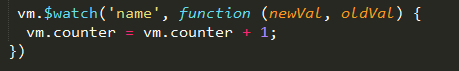 vm.$watch('name', function (newVal, oldVal) {
  vm.counter = vm.counter + 1;
})